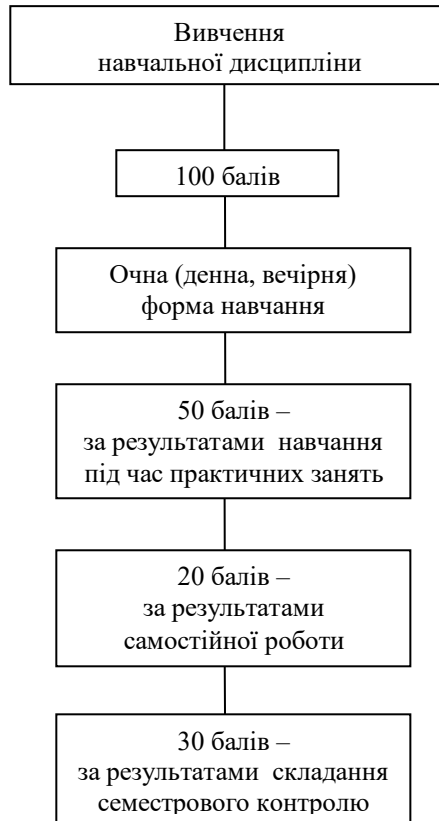 Вивчення
навчальної дисципліни
100 балів
Очна (денна, вечірня)
форма навчання
50 балів –
за результатами навчання
під час практичних занять
20 балів –
за результатами
самостійної роботи
30 балів –
за результатами складання
семестрового контролю